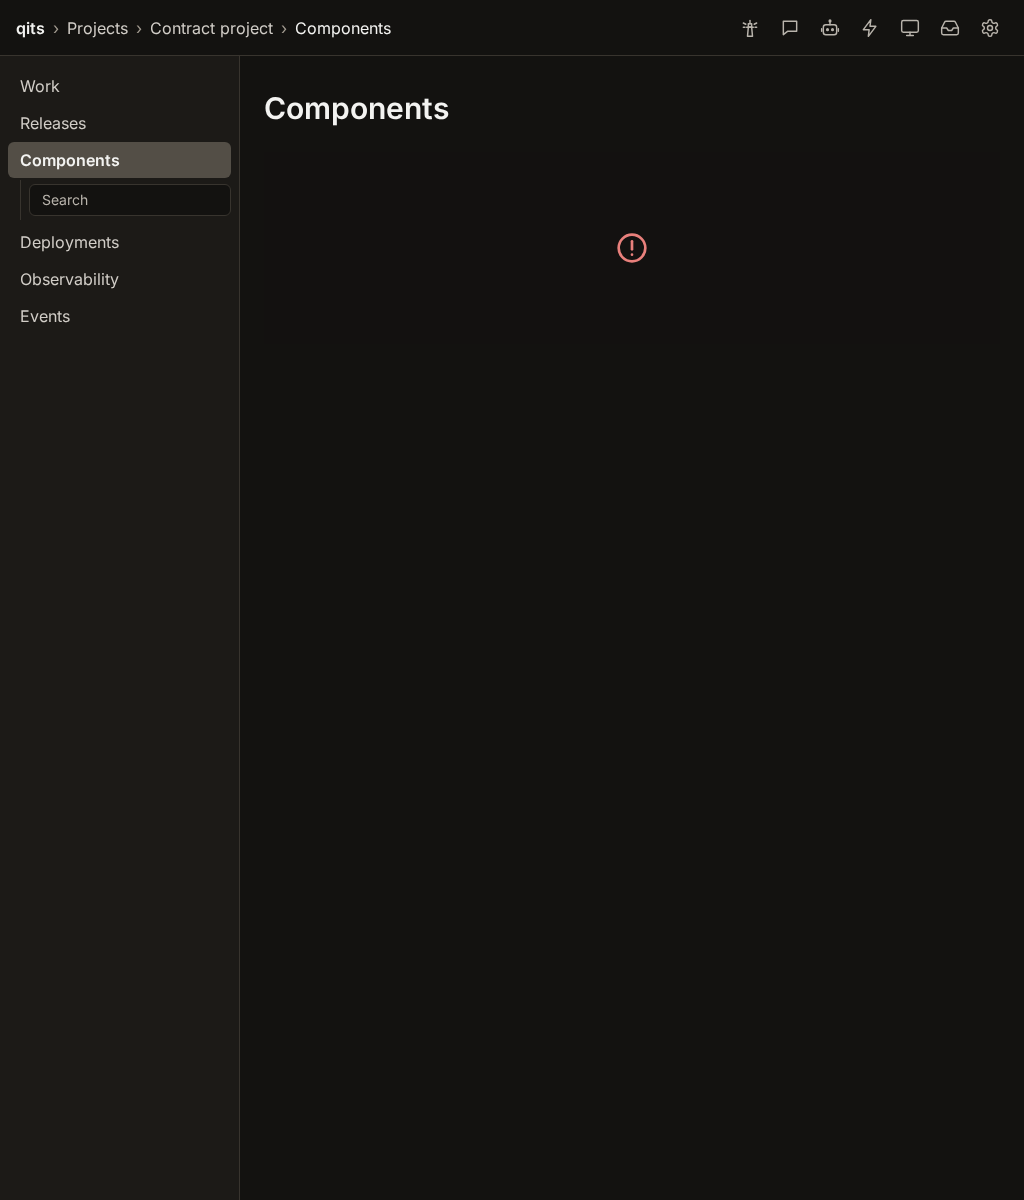 qits › Projects › Contract project › Components
Work
Releases
Components
Search
Deployments
Observability
Events
Components